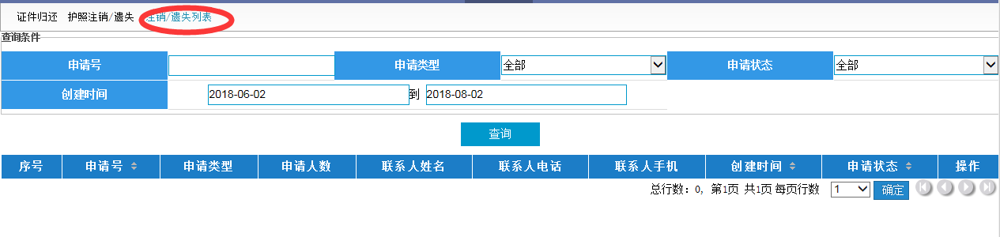 证件归还 护照注销/遗失 注销/遗失列表
查询条件
申请号 申请类型 全部 申请状态 全部
创建时间 2018-06-02 到 2018-08-02
查询
序号 申请号 申请类型 申请人数 联系人姓名 联系人电话 联系人手机 创建时间 申请状态 操作
总行数：0, 第1页 共1页 每页行数 1 确定